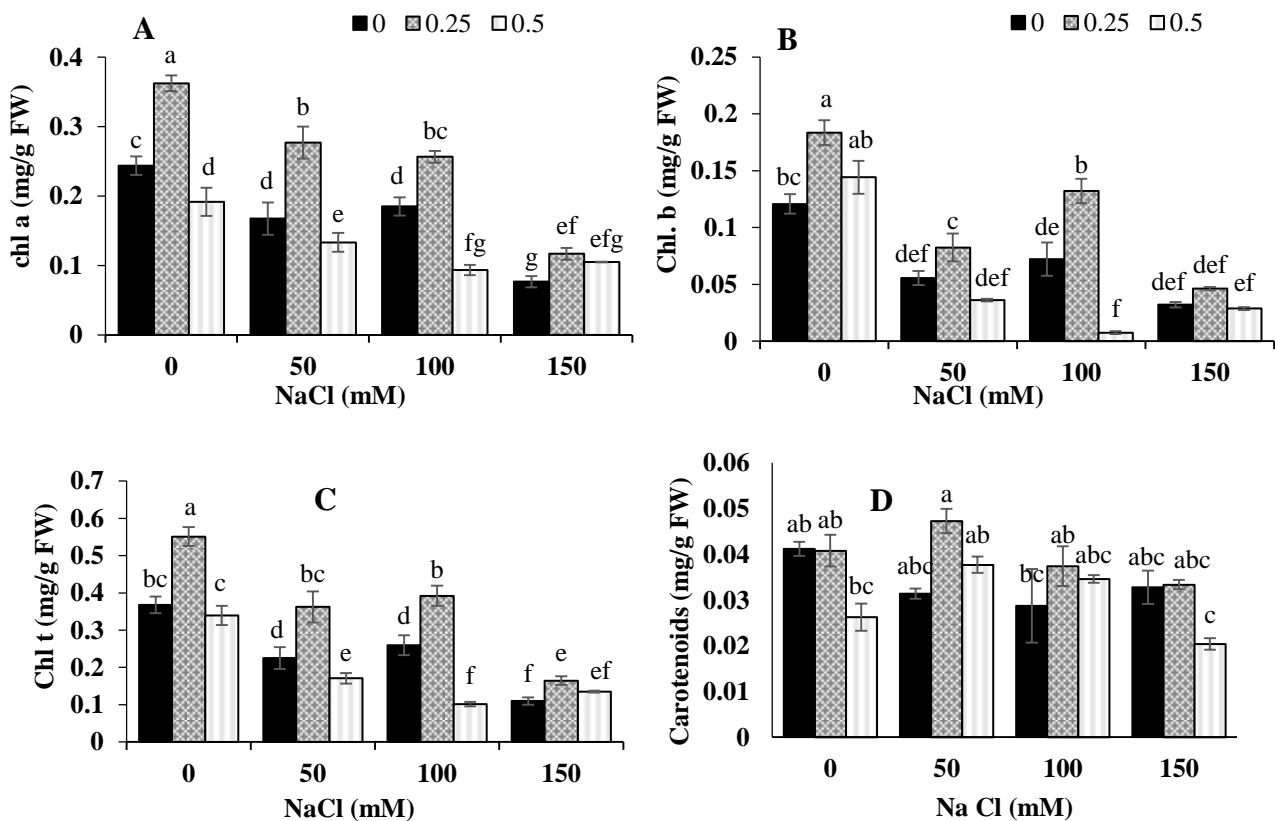 A
0 0.25 0.5
chl a (mg/g FW)
0.4
0.3
0.2
0.1
0
c a d
d b e
d bc fg
g ef efg
0 50 100 150
NaCl (mM)
B
0 0.25 0.5
Chl. b (mg/g FW)
0.25
0.2
0.15
0.1
0.05
0
bc a ab
def c def
de b f
def def ef
0 50 100 150
NaCl (mM)
C
Chl t (mg/g FW)
0.7
0.6
0.5
0.4
0.3
0.2
0.1
0
bc a c
d bc e
d b f
f e ef
0 50 100 150
NaCl (mM)
D
Carotenoids (mg/g FW)
0.06
0.05
0.04
0.03
0.02
0.01
0
ab ab bc
abc a ab
bc ab abc
abc abc c
0 50 100 150
Na Cl (mM)